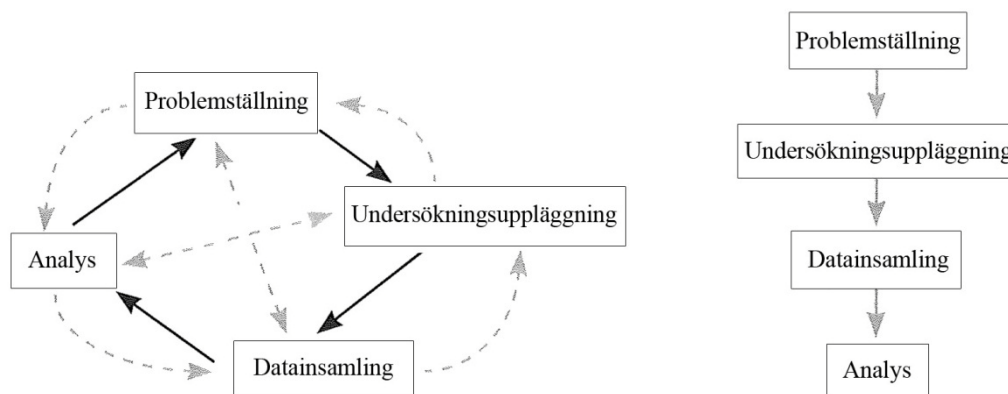 Problemställning
Undersökningsuppläggning
Analys
Datainsamling
Problemställning
Undersökningsuppläggning
Datainsamling
Analys